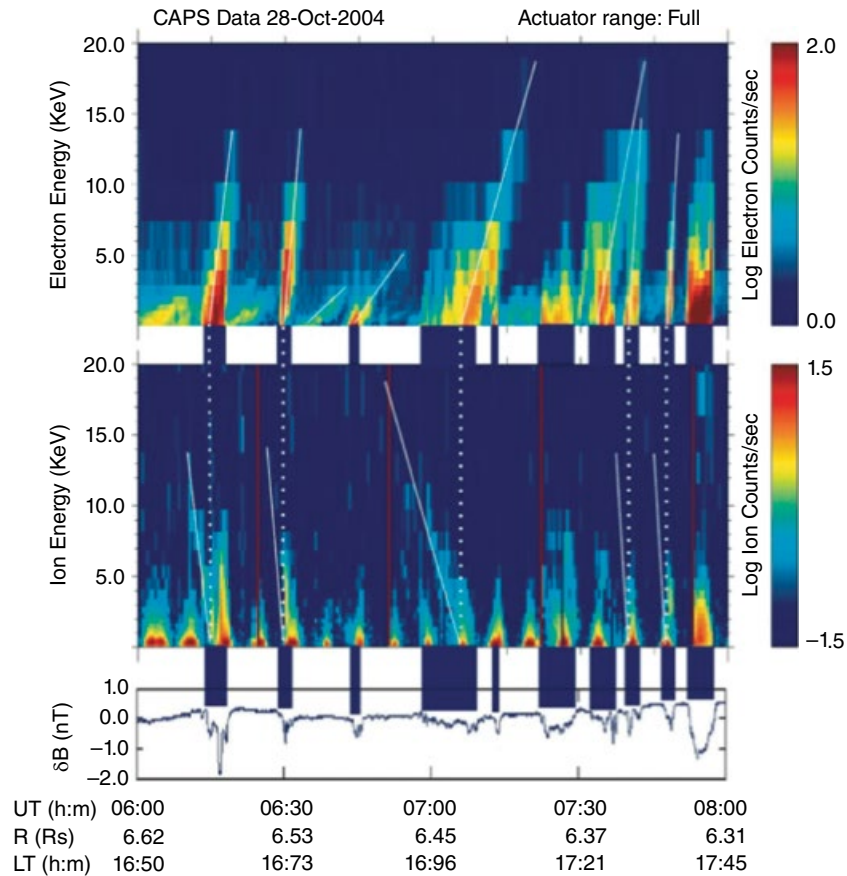 CAPS Data 28-Oct-2004 Actuator range: Full
20.0
15.0
10.0
5.0
Electron Energy (KeV)
2.0
0.0
Log Electron Counts/sec
20.0
15.0
10.0
5.0
Ion Energy (KeV)
1.5
−1.5
Log Ion Counts/sec
1.0
0.0
−1.0
−2.0
δB (nT)
UT (h:m) 06:00 06:30 07:00 07:30 08:00
R (Rs) 6.62 6.53 6.45 6.37 6.31
LT (h:m) 16:50 16:73 16:96 17:21 17:45